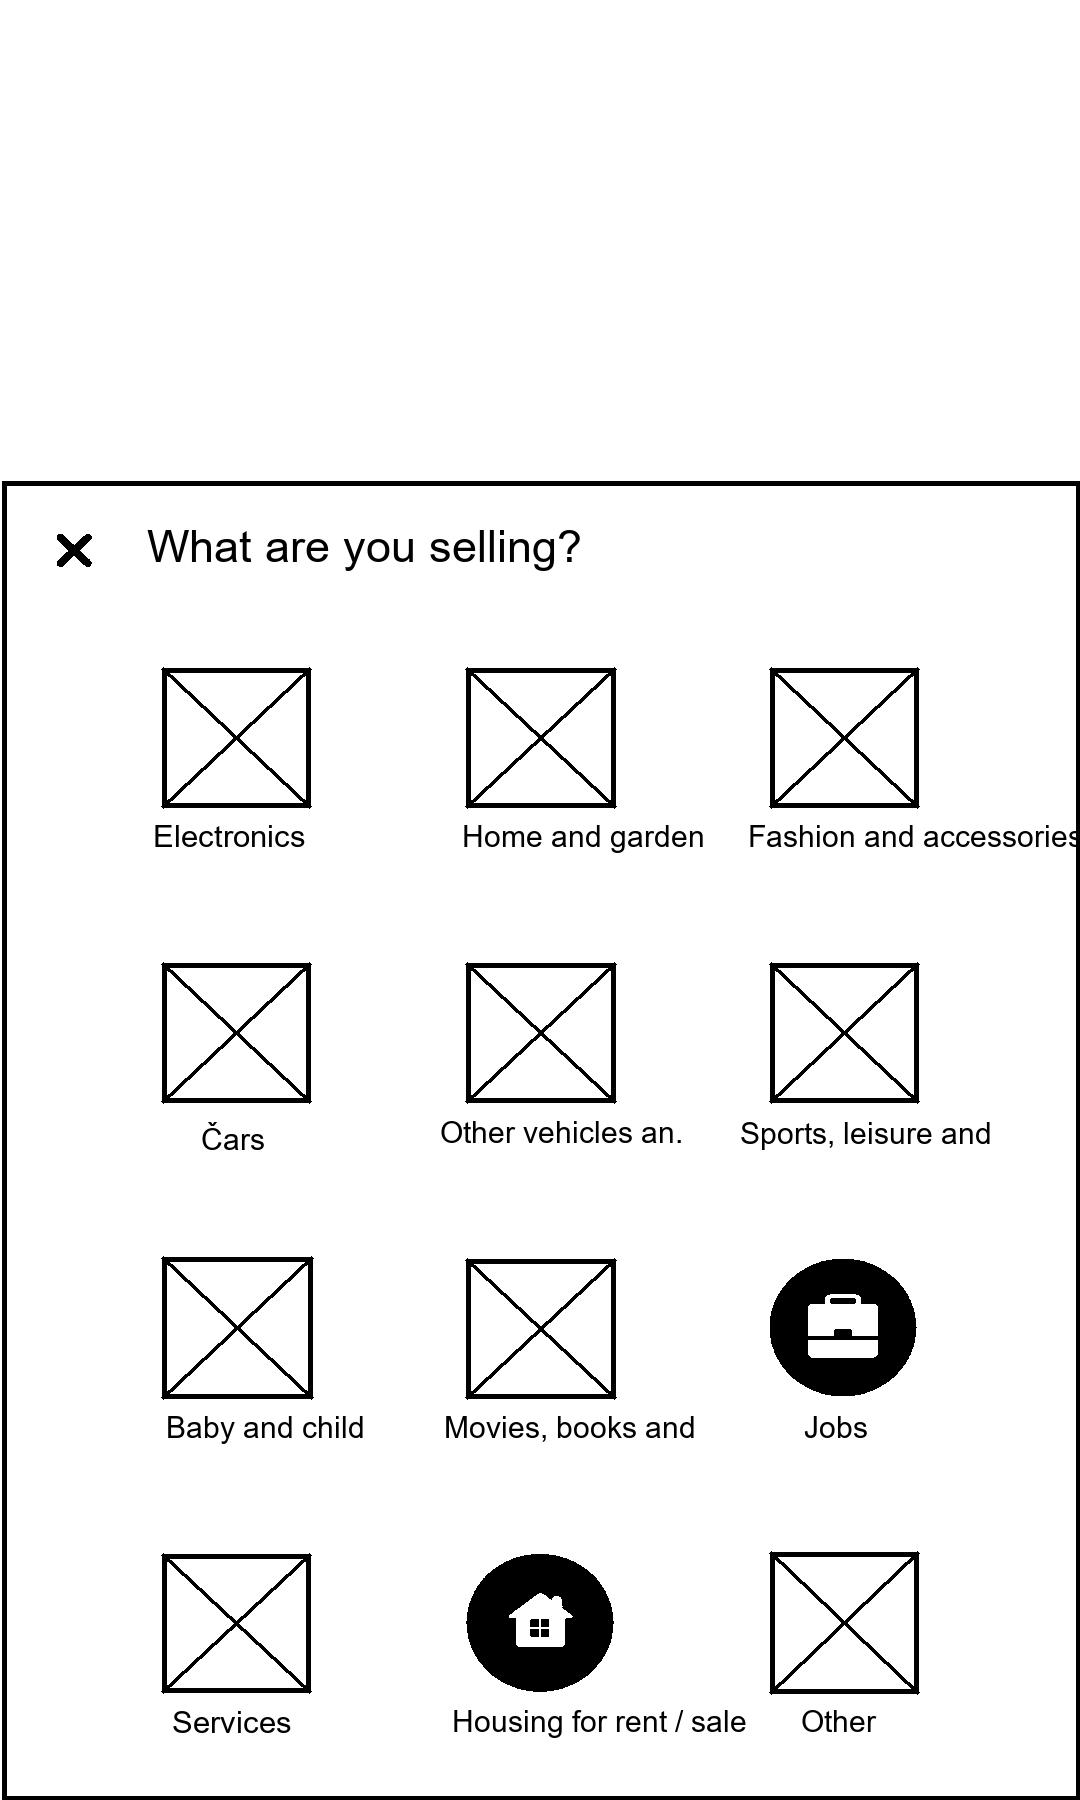 What are you selling?
Electronics
Home and garden
Fashion and accessories
Čars
Other vehicles an.
Sports, leisure and
Baby and child
Movies, books and
Jobs
Services
Housing for rent / sale
Other